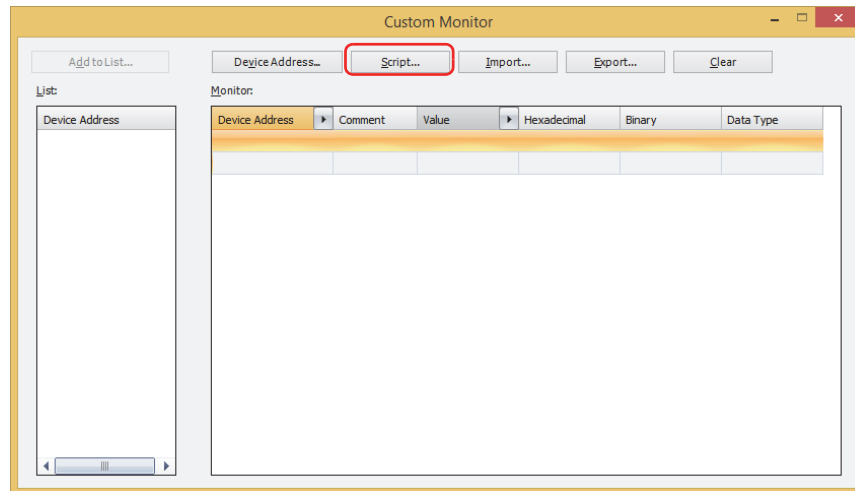 Custom Monitor
Add to List...
Device Address...
Script...
Import...
Export...
Clear
List:
Monitor:
Device Address
Device Address
Comment
Value
Hexadecimal
Binary
Data Type